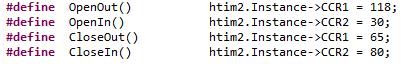 #define  OpenOut()        htim2.Instance->CCR1 = 118;
#define  OpenIn()         htim2.Instance->CCR2 = 30;
#define  CloseOut()       htim2.Instance->CCR1 = 65;
#define  CloseIn()        htim2.Instance->CCR2 = 80;